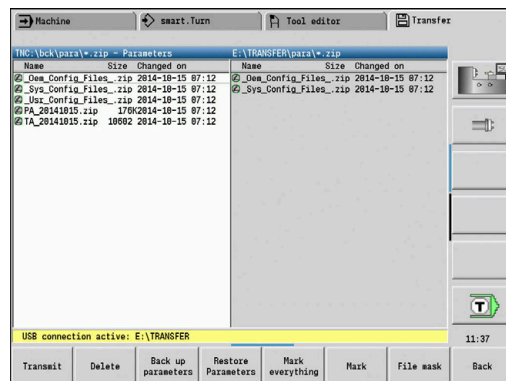 Machine
smart.Turn
Tool editor
Transfer
TNC:\bck\para\*.zip - Parameters
E:\TRANSFER\para\*.zip
Name Size Changed on
Name Size Changed on
_Oem_Config_Files_.zip 2014-10-15 07:12
_Oem_Config_Files_.zip 2014-10-15 07:12
_Sys_Config_Files_.zip 2014-10-15 07:12
_Sys_Config_Files_.zip 2014-10-15 07:12
_Usr_Config_Files_.zip 2014-10-15 07:12
PA_20141015.zip 176K2014-10-15 07:12
TA_20141015.zip 10602 2014-10-15 07:12
T
USB connection active: E:\TRANSFER
11:37
Transmit
Delete
Back up parameters
Restore Parameters
Mark everything
Mark
File mask
Back